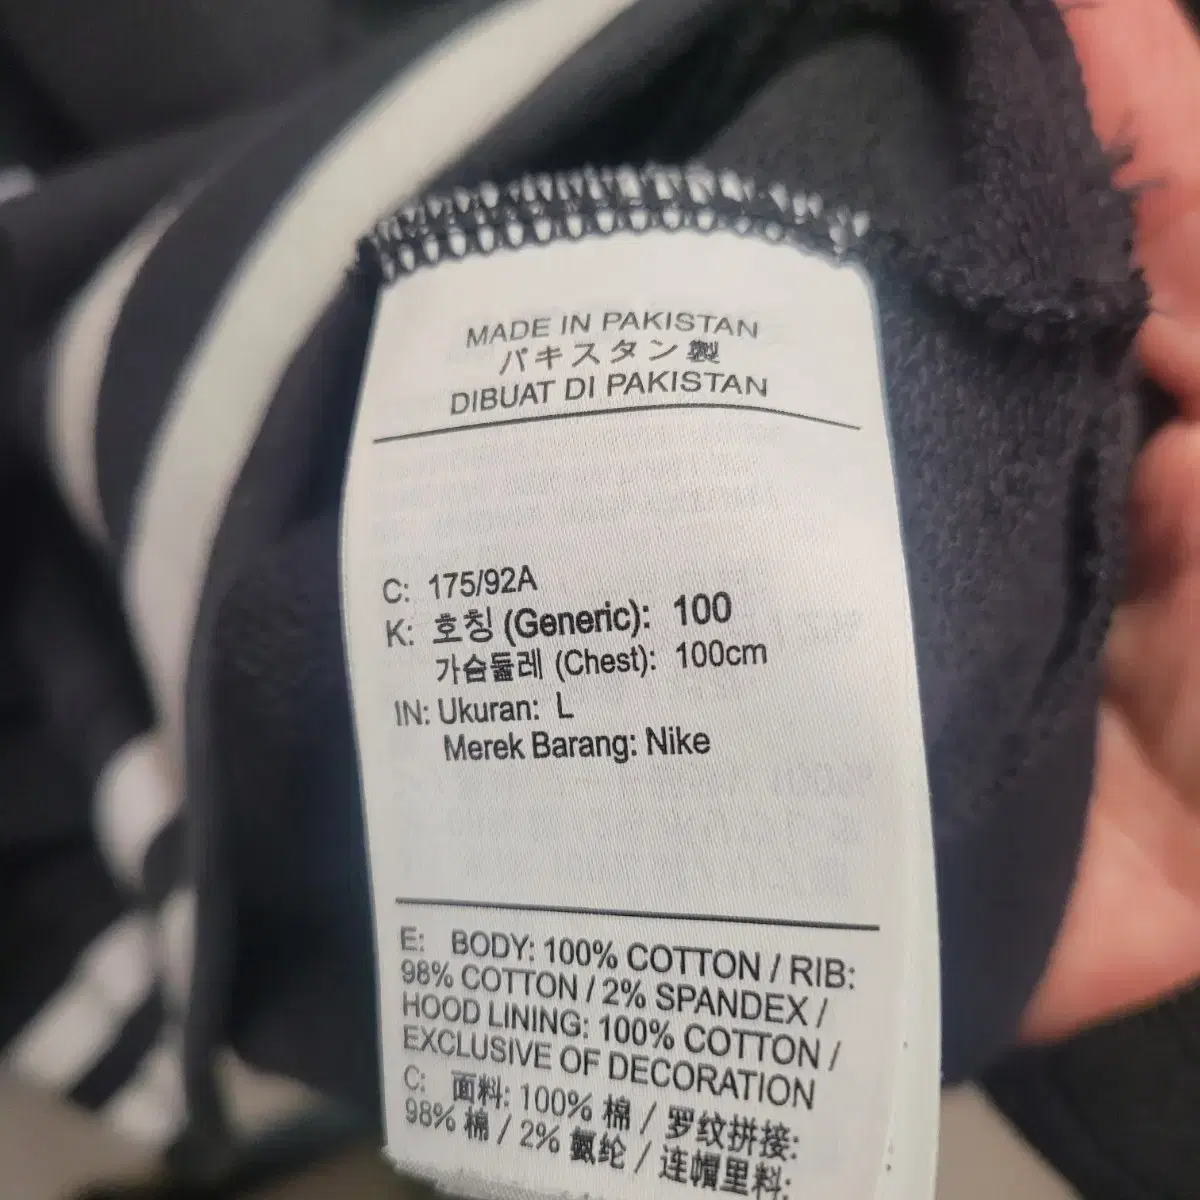 MADE IN PAKISTAN
パキスタン製
DIBUAT DI PAKISTAN
C: 175/92A
K: 호칭 (Generic): 100
가슴둘레 (Chest): 100cm
IN: Ukuran: L
Merek Barang: Nike
E: BODY: 100% COTTON / RIB:
98% COTTON / 2% SPANDEX /
HOOD LINING: 100% COTTON /
EXCLUSIVE OF DECORATION
C: 面料: 100% 棉 / 罗纹拼接:
98% 棉 / 2% 氨纶 / 连帽里料: